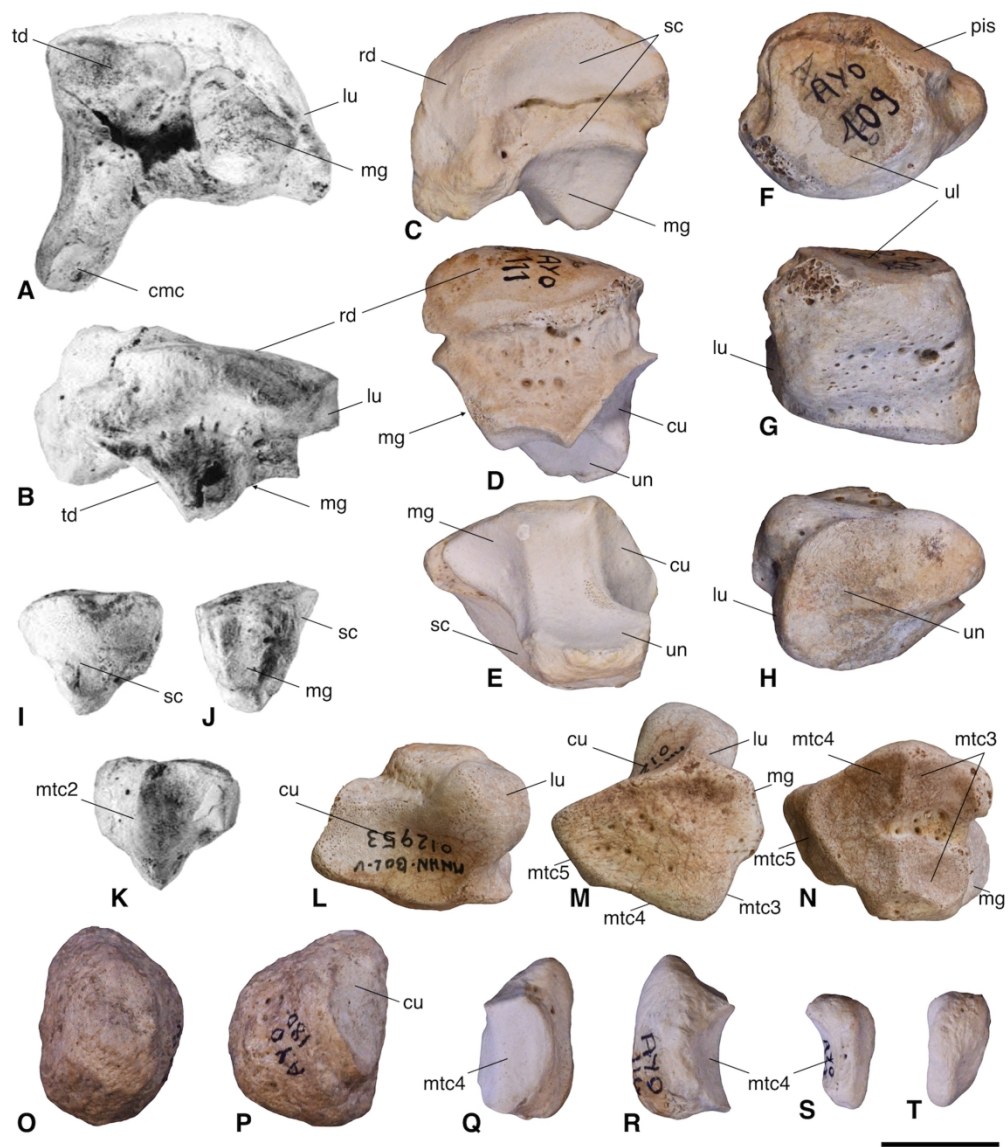 td
lu
mg
A
cmc
sc
rd
mg
C
pis
AYO
409
ul
F
rd
lu
td
mg
B
AYO
111
mg
cu
un
D
lu
G
mg
cu
sc
un
E
lu
un
H
sc
I
sc
mg
J
mtc2
K
cu
lu
MNHN-BOL-V
012953
L
cu
lu
mg
mtc5
mtc4
mtc3
M
mtc4
mtc3
mtc5
mg
N
O
cu
AYO
180
P
mtc4
Q
AYO
mtc4
R
S
T